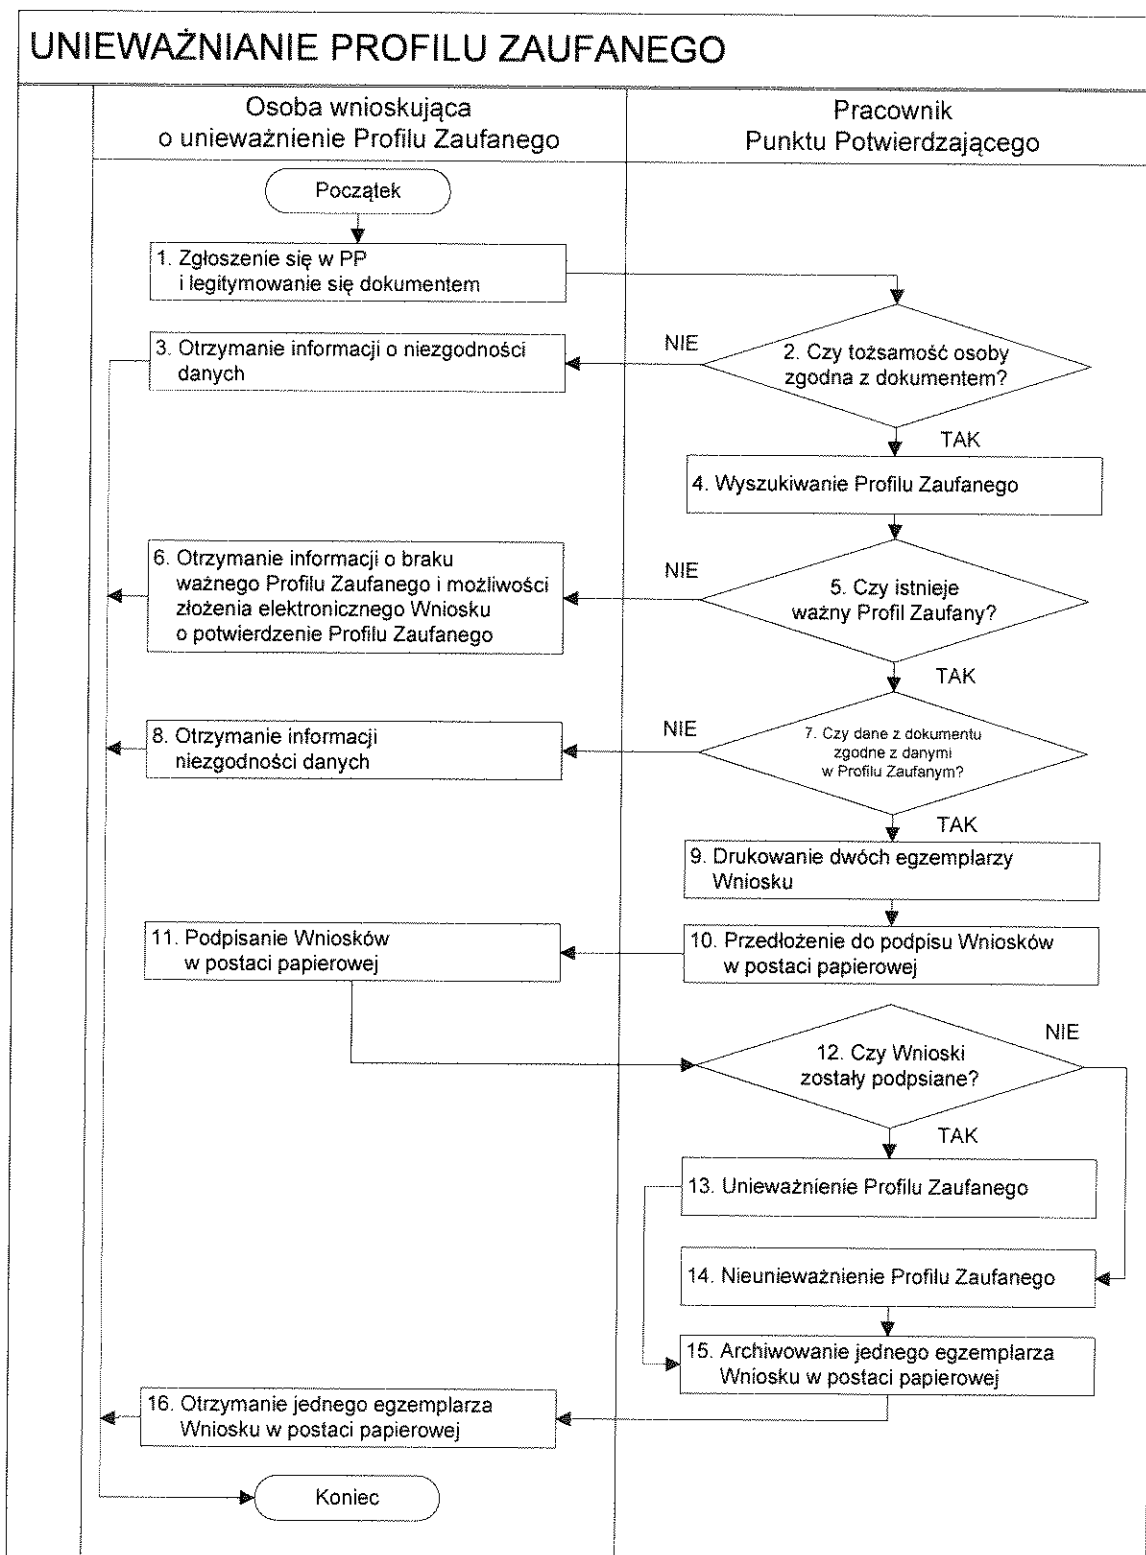 UNIEWAŻNIANIE PROFILU ZAUFANEGO
Osoba wnioskująca
o unieważnienie Profilu Zaufanego
Pracownik
Punktu Potwierdzającego
Początek
1. Zgłoszenie się w PP
i legitymowanie się dokumentem
3. Otrzymanie informacji o niezgodności
danych
NIE
2. Czy tożsamość osoby
zgodna z dokumentem?
TAK
4. Wyszukiwanie Profilu Zaufanego
6. Otrzymanie informacji o braku
ważnego Profilu Zaufanego i możliwości
złożenia elektronicznego Wniosku
o potwierdzenie Profilu Zaufanego
NIE
5. Czy istnieje
ważny Profil Zaufany?
TAK
8. Otrzymanie informacji
niezgodności danych
NIE
7. Czy dane z dokumentu
zgodne z danymi
w Profilu Zaufanym?
TAK
9. Drukowanie dwóch egzemplarzy
Wniosku
11. Podpisanie Wniosków
w postaci papierowej
10. Przedłożenie do podpisu Wniosków
w postaci papierowej
12. Czy Wnioski
zostały podpsiane?
NIE
TAK
13. Unieważnienie Profilu Zaufanego
14. Nieunieważnienie Profilu Zaufanego
15. Archiwowanie jednego egzemplarza
Wniosku w postaci papierowej
16. Otrzymanie jednego egzemplarza
Wniosku w postaci papierowej
Koniec